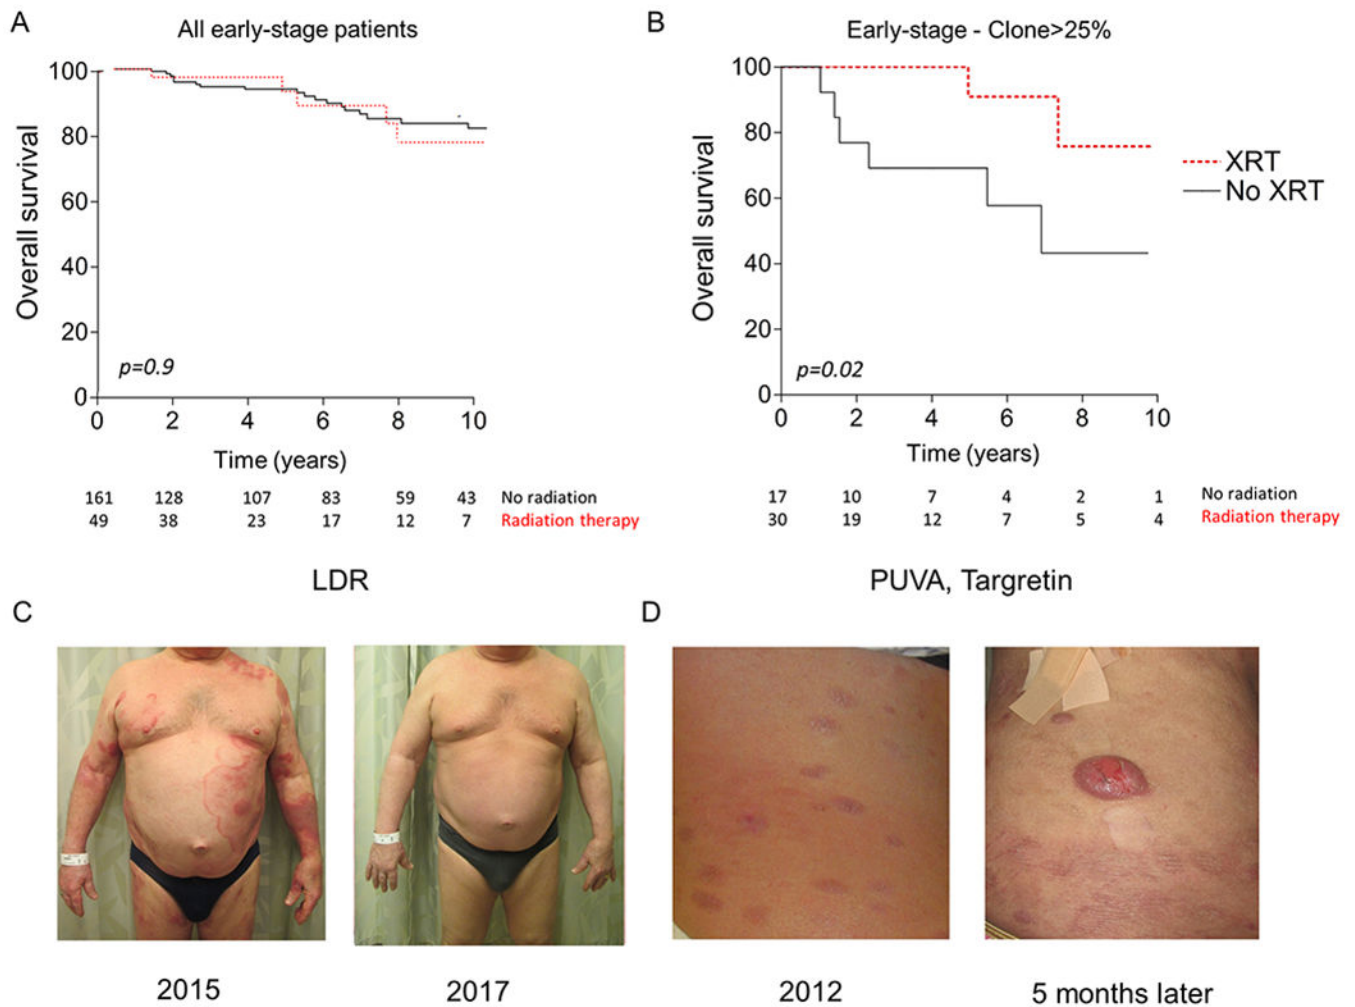 A
All early-stage patients
100
80
60
40
20
0
Overall survival
p=0.9
0 2 4 6 8 10
Time (years)
161 128 107 83 59 43 No radiation
49 38 23 17 12 7 Radiation therapy
B
Early-stage - Clone>25%
100
80
60
40
20
0
Overall survival
p=0.02
0 2 4 6 8 10
Time (years)
XRT
No XRT
17 10 7 4 2 1 No radiation
30 19 12 7 5 4 Radiation therapy
LDR
C
2015
2017
PUVA, Targretin
D
2012
5 months later